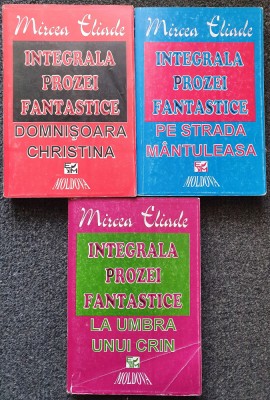 Mircea Eliade
INTEGRALA
PROZEI
FANTASTICE
DOMNIȘOARA
CHRISTINA
MOLDOVA
Mircea Eliade
INTEGRALA
PROZEI
FANTASTICE
PE STRADA
MÂNTULEASA
MOLDOVA
Mircea Eliade
INTEGRALA
PROZEI
FANTASTICE
LA UMBRA
UNUI CRIN
MOLDOVA